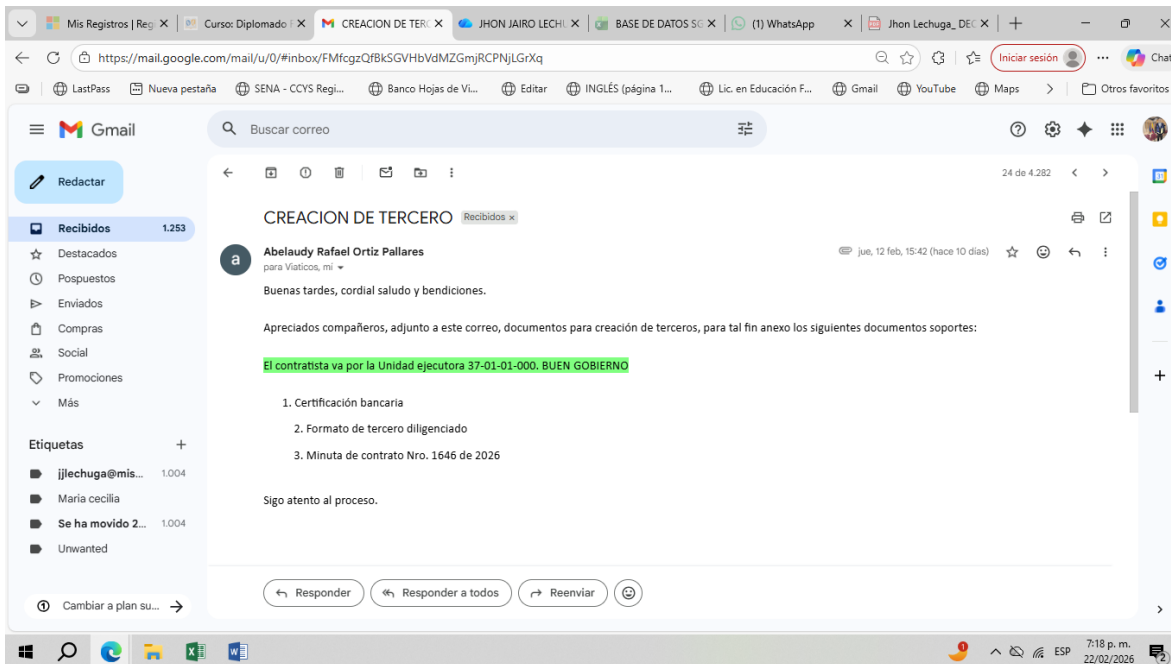 Mis Registros | Reg
Curso: Diplomado
CREACION DE TERC
JHON JAIRO LECHU
BASE DE DATOS SG
(1) WhatsApp
Jhon Lechuga_ DEC
https://mail.google.com/mail/u/0/#inbox/FMfcgzQfBkSGVHbVdMZGmjRCPNjLGrXq
Iniciar sesión
Chat
LastPass
Nueva pestaña
SENA - CCYS Regi...
Banco Hojas de Vi...
Editar
INGLÉS (página 1...
Lic. en Educación F...
Gmail
YouTube
Maps
Otros favoritos
Gmail
Buscar correo
Redactar
24 de 4.282
Recibidos 1.253
Destacados
Pospuestos
Enviados
Compras
Social
Promociones
Más
Etiquetas
jjlechuga@mis... 1.004
Maria cecilia
Se ha movido 2... 1.004
Unwanted
Cambiar a plan su...
CREACION DE TERCERO Recibidos ×
a
Abelaudy Rafael Ortiz Pallares
jue, 12 feb, 15:42 (hace 10 días)
para Viaticos, mi
Buenas tardes, cordial saludo y bendiciones.
Apreciados compañeros, adjunto a este correo, documentos para creación de terceros, para tal fin anexo los siguientes documentos soportes:
El contratista va por la Unidad ejecutora 37-01-01-000. BUEN GOBIERNO
1. Certificación bancaria
2. Formato de tercero diligenciado
3. Minuta de contrato Nro. 1646 de 2026
Sigo atento al proceso.
Responder
Responder a todos
Reenviar
ESP
7:18 p. m.
22/02/2026